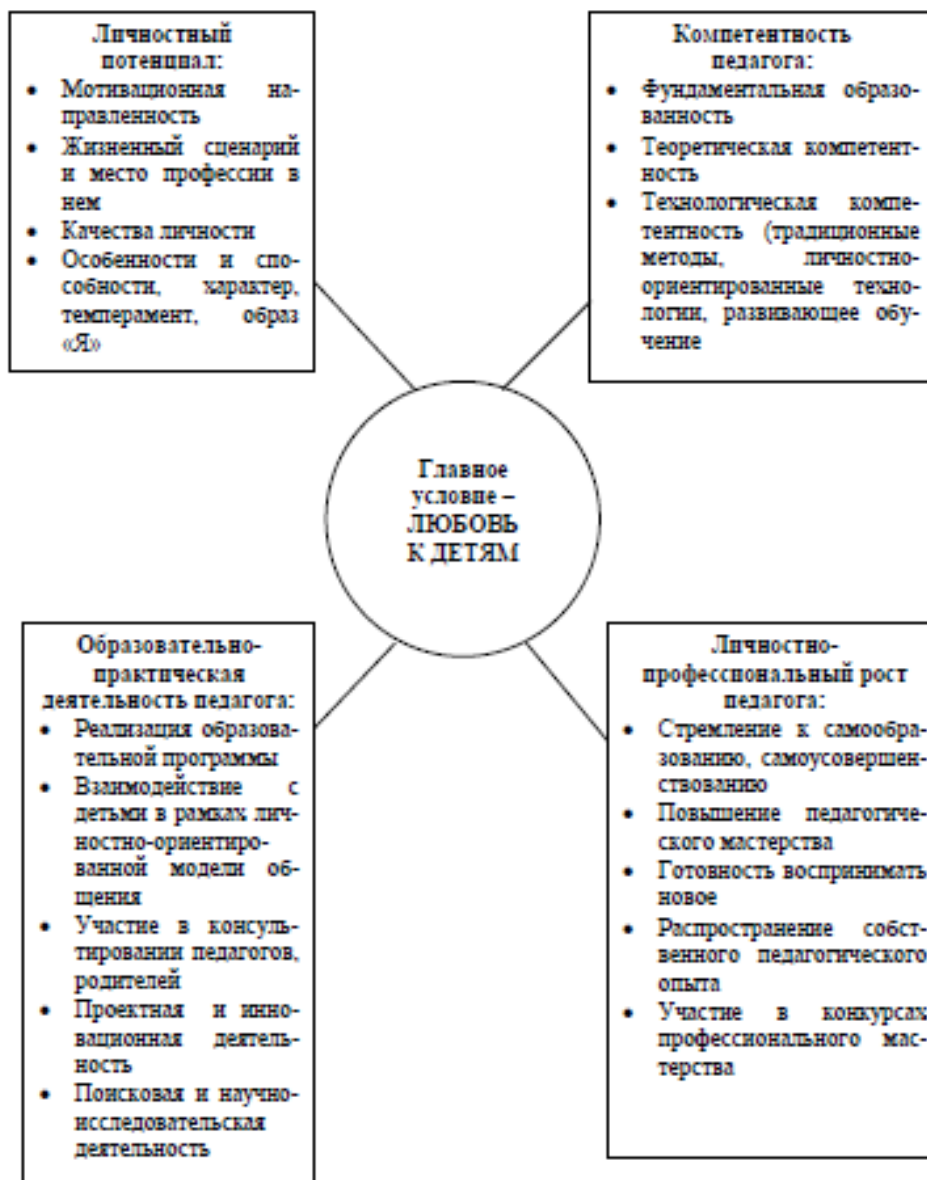 Личностный
потенциал:
• Мотивационная на-
правленность
• Жизненный сценарий
и место профессии в
нем
• Качества личности
• Особенности и спо-
собности, характер,
темперамент, образ
«Я»
Компетентность
педагога:
• Фундаментальная образо-
ванность
• Теоретическая компетент-
ность
• Технологическая компе-
тентность (традиционные
методы, личностно-
ориентированные техно-
логии, развивающее обу-
чение
Главное
условие –
ЛЮБОВЬ
К ДЕТЯМ
Образовательно-
практическая
деятельность педагога:
• Реализация образова-
тельной программы
• Взаимодействие с
детьми в рамках лич-
ностно-ориентиро-
ванной модели об-
щения
• Участие в консуль-
тировании педагогов,
родителей
• Проектная и инно-
вационная деятель-
ность
• Поисковая и научно-
исследовательская
деятельность
Личностно-
профессиональный рост
педагога:
• Стремление к самообра-
зованию, самоусовершен-
ствованию
• Повышение педагогиче-
ского мастерства
• Готовность воспринимать
новое
• Распространение собст-
венного педагогического
опыта
• Участие в конкурсах
профессионального мас-
терства